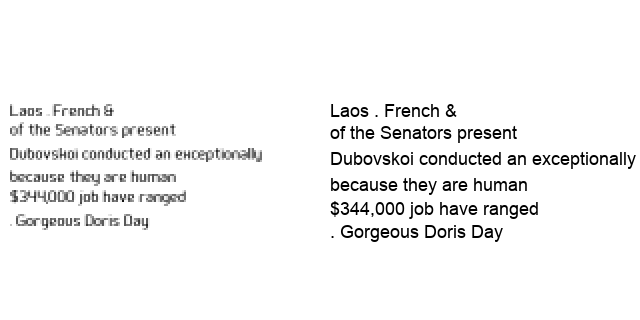 Laos . French &
of the Senators present
Dubovskoi conducted an exceptionally
because they are human
$344,000 job have ranged
. Gorgeous Doris Day
Laos . French &
of the Senators present
Dubovskoi conducted an exceptionally
because they are human
$344,000 job have ranged
. Gorgeous Doris Day